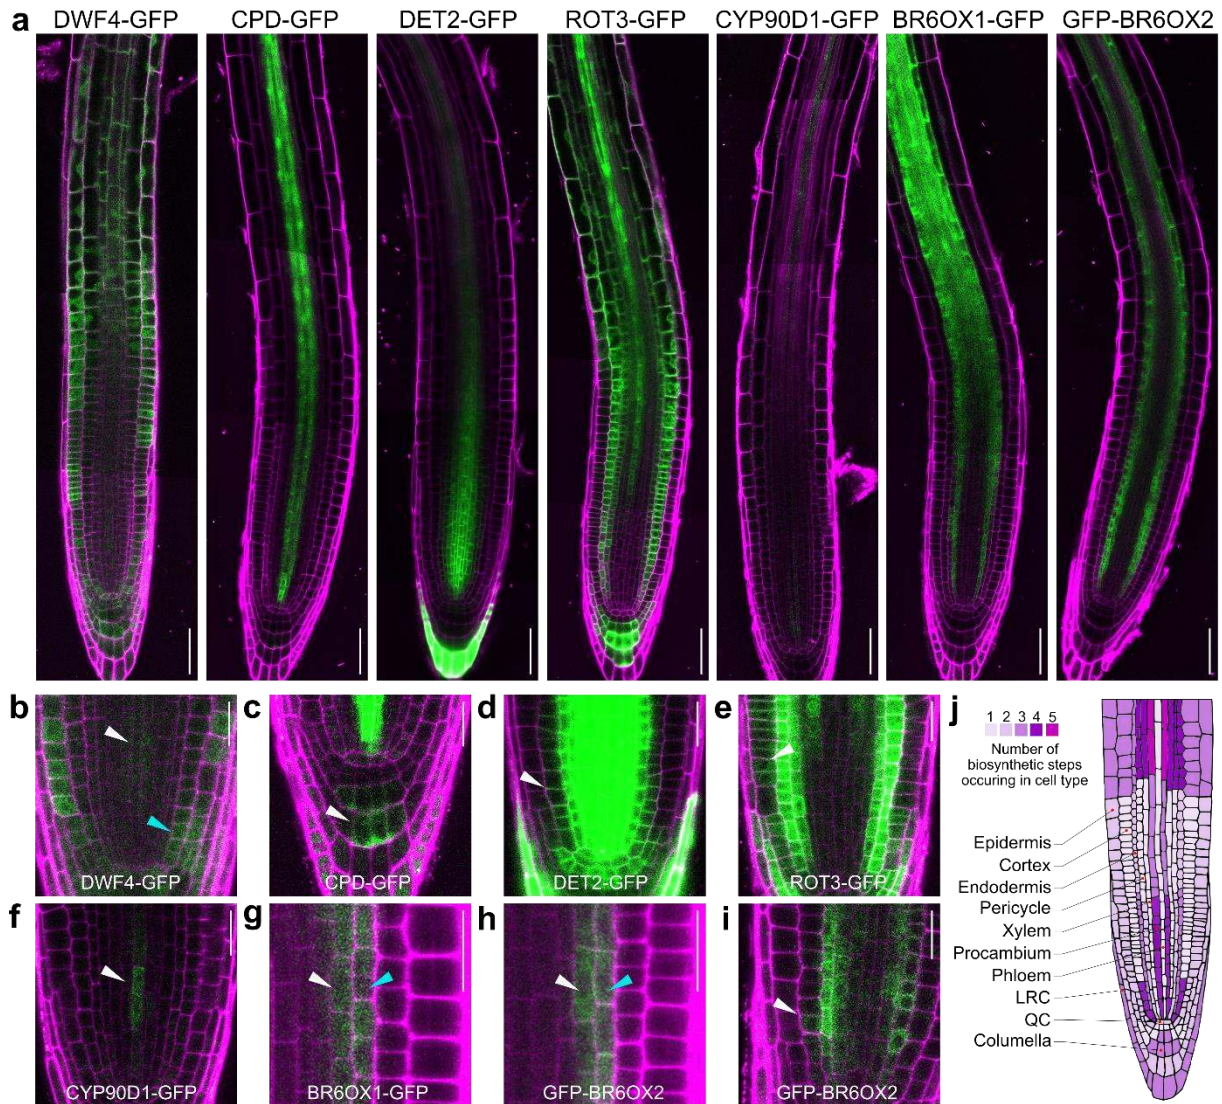 a
DWF4-GFP
CPD-GFP
DET2-GFP
ROT3-GFP
CYP90D1-GFP
BR6OX1-GFP
GFP-BR6OX2
b
DWF4-GFP
c
CPD-GFP
d
DET2-GFP
e
ROT3-GFP
f
CYP90D1-GFP
g
BR6OX1-GFP
h
GFP-BR6OX2
i
GFP-BR6OX2
j
1 2 3 4 5
Number of
biosynthetic steps
occuring in cell type
Epidermis
Cortex
Endodermis
Pericycle
Xylem
Procambium
Phloem
LRC
QC
Columella